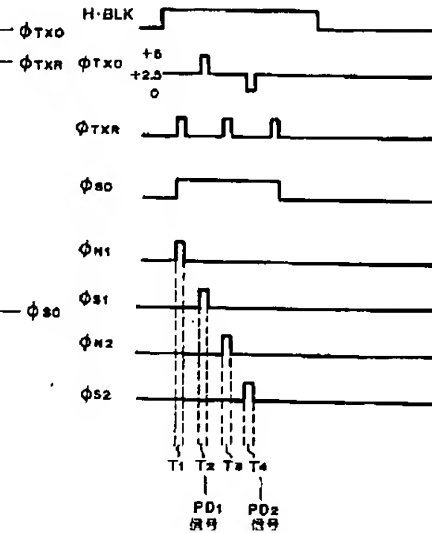 H·BLK
φTXO
φTXR φTXO +5
+2.5
0
φTXR
φSO
φN1
φSO φS1
φN2
φS2
T1 T2 T3 T4
PD1 PD2
信号 信号